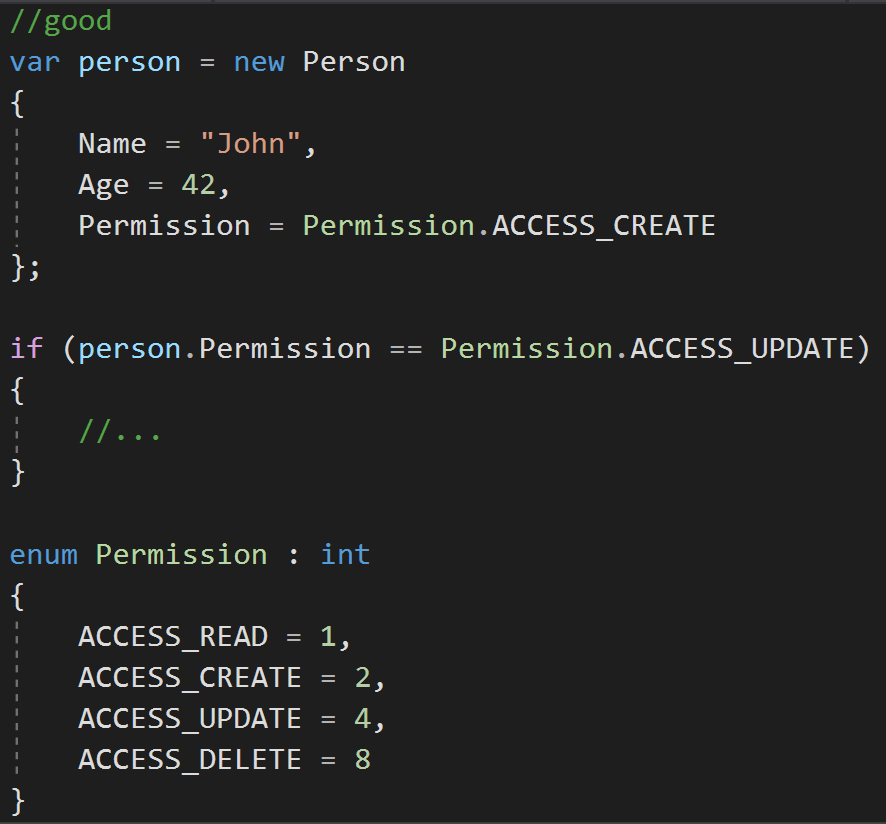 //good
var person = new Person
{
    Name = "John",
    Age = 42,
    Permission = Permission.ACCESS_CREATE
};

if (person.Permission == Permission.ACCESS_UPDATE)
{
    //...
}

enum Permission : int
{
    ACCESS_READ = 1,
    ACCESS_CREATE = 2,
    ACCESS_UPDATE = 4,
    ACCESS_DELETE = 8
}